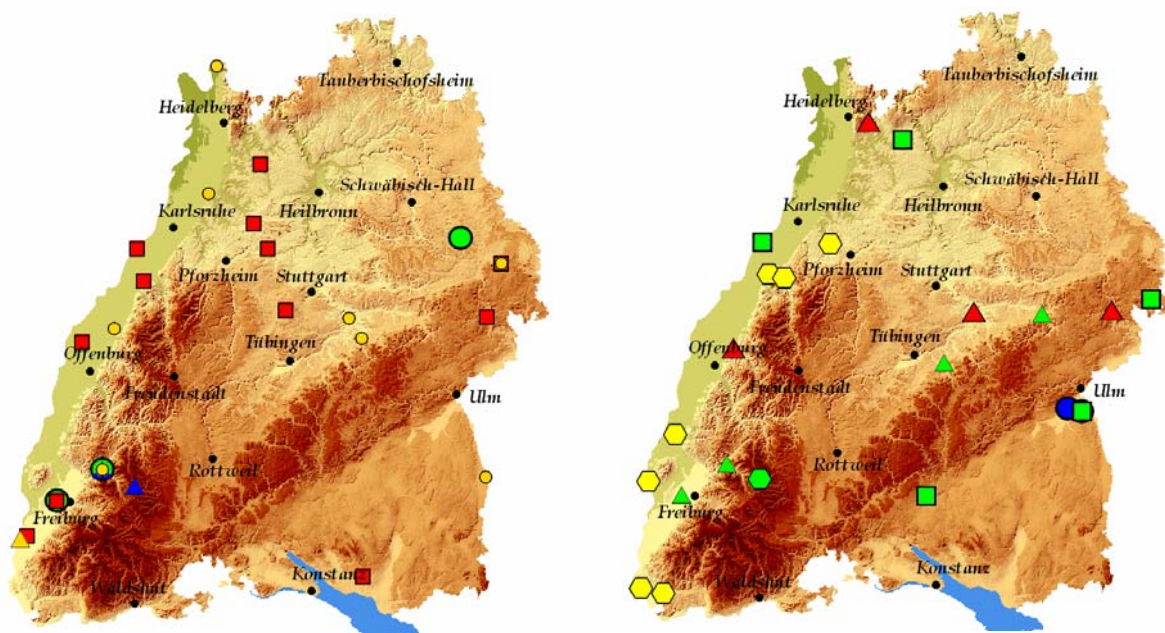 Tauberbischofsheim
Heidelberg
Schwäbisch-Hall
Heilbronn
Karlsruhe
Pforzheim
Stuttgart
Tübingen
Offenburg
Freudenstadt
Ulm
Rottweil
Freiburg
Konstanz
Waldshut
Tauberbischofsheim
Heidelberg
Schwäbisch-Hall
Heilbronn
Karlsruhe
Pforzheim
Stuttgart
Tübingen
Offenburg
Freudenstadt
Ulm
Rottweil
Freiburg
Konstanz
Waldshut